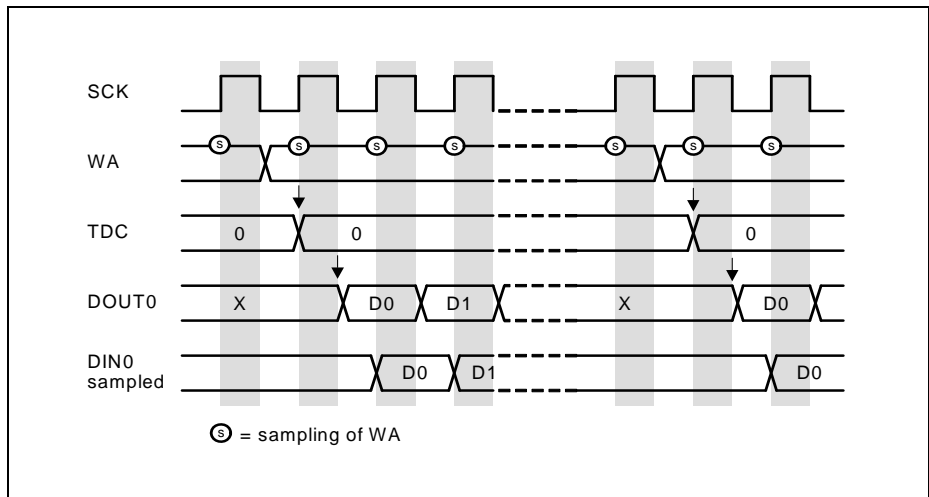 SCK
S S S S S S S
WA
TDC 0 0 0
DOUT0 X D0 D1 X D0
DIN0
sampled
D0 D1 D0
S = sampling of WA